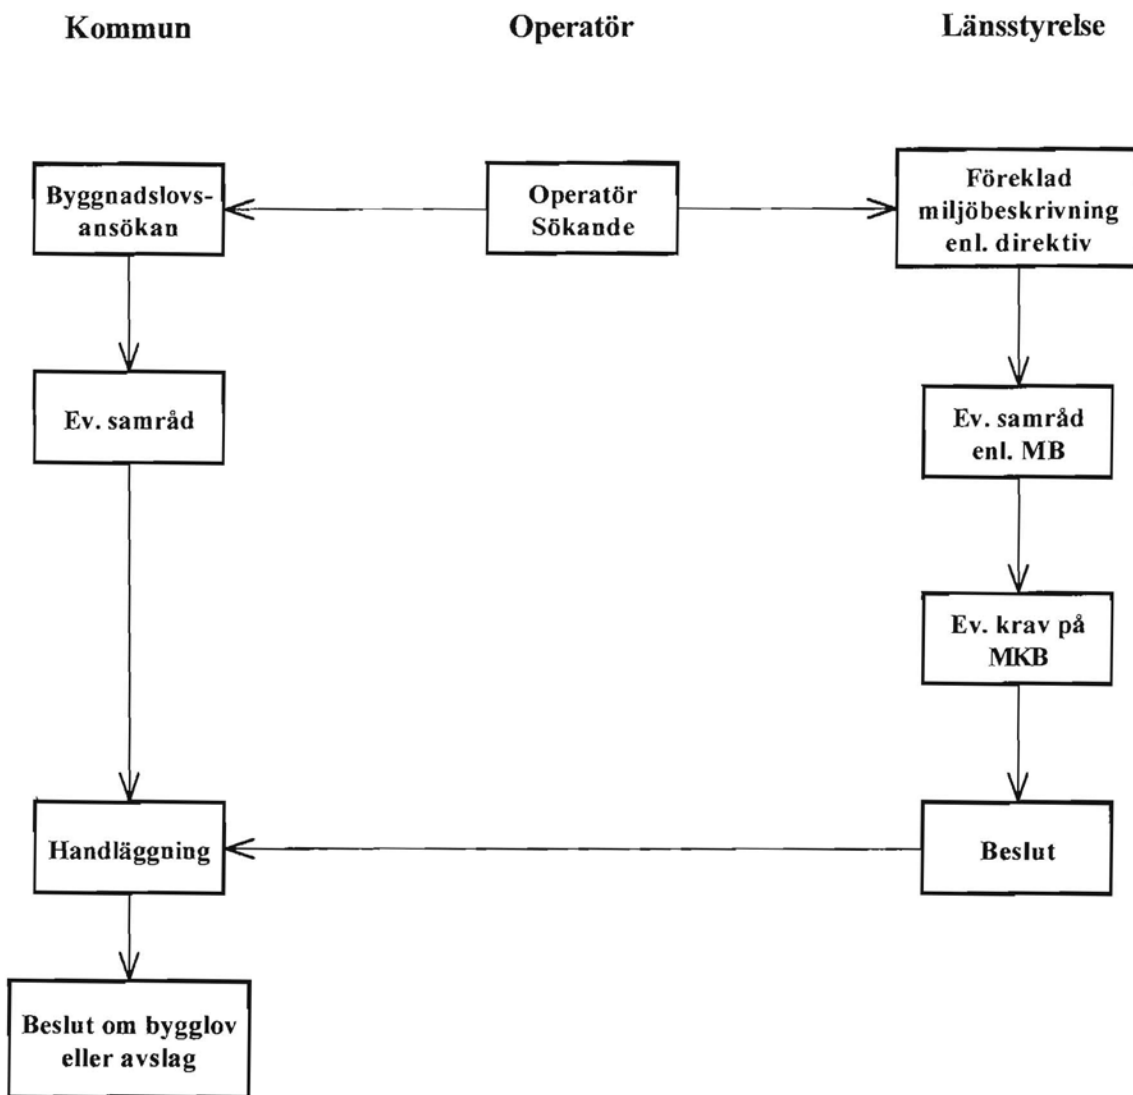 Kommun
Operatör
Länsstyrelse
Byggnadslovs-
ansökan
Operatör
Sökande
Föreklad
miljöbeskrivning
enl. direktiv
Ev. samråd
Ev. samråd
enl. MB
Ev. krav på
MKB
Handläggning
Beslut
Beslut om bygglov
eller avslag